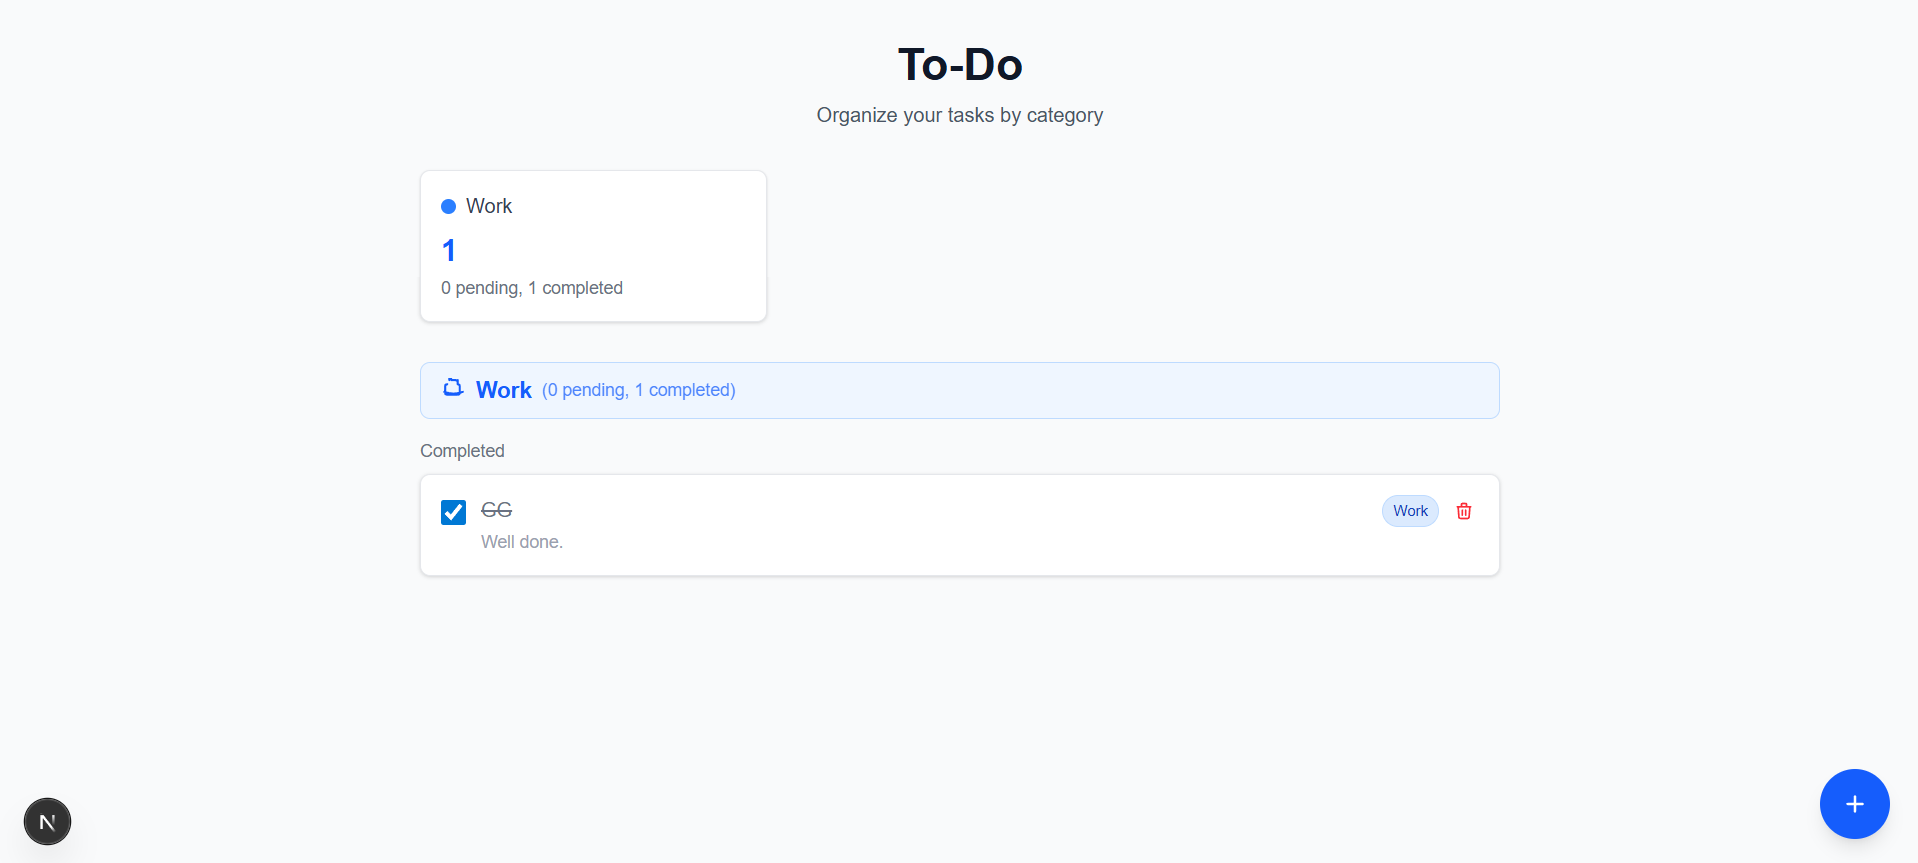 To-Do
Organize your tasks by category
Work
1
0 pending, 1 completed
Work (0 pending, 1 completed)
Completed
GG Work
Well done.
N